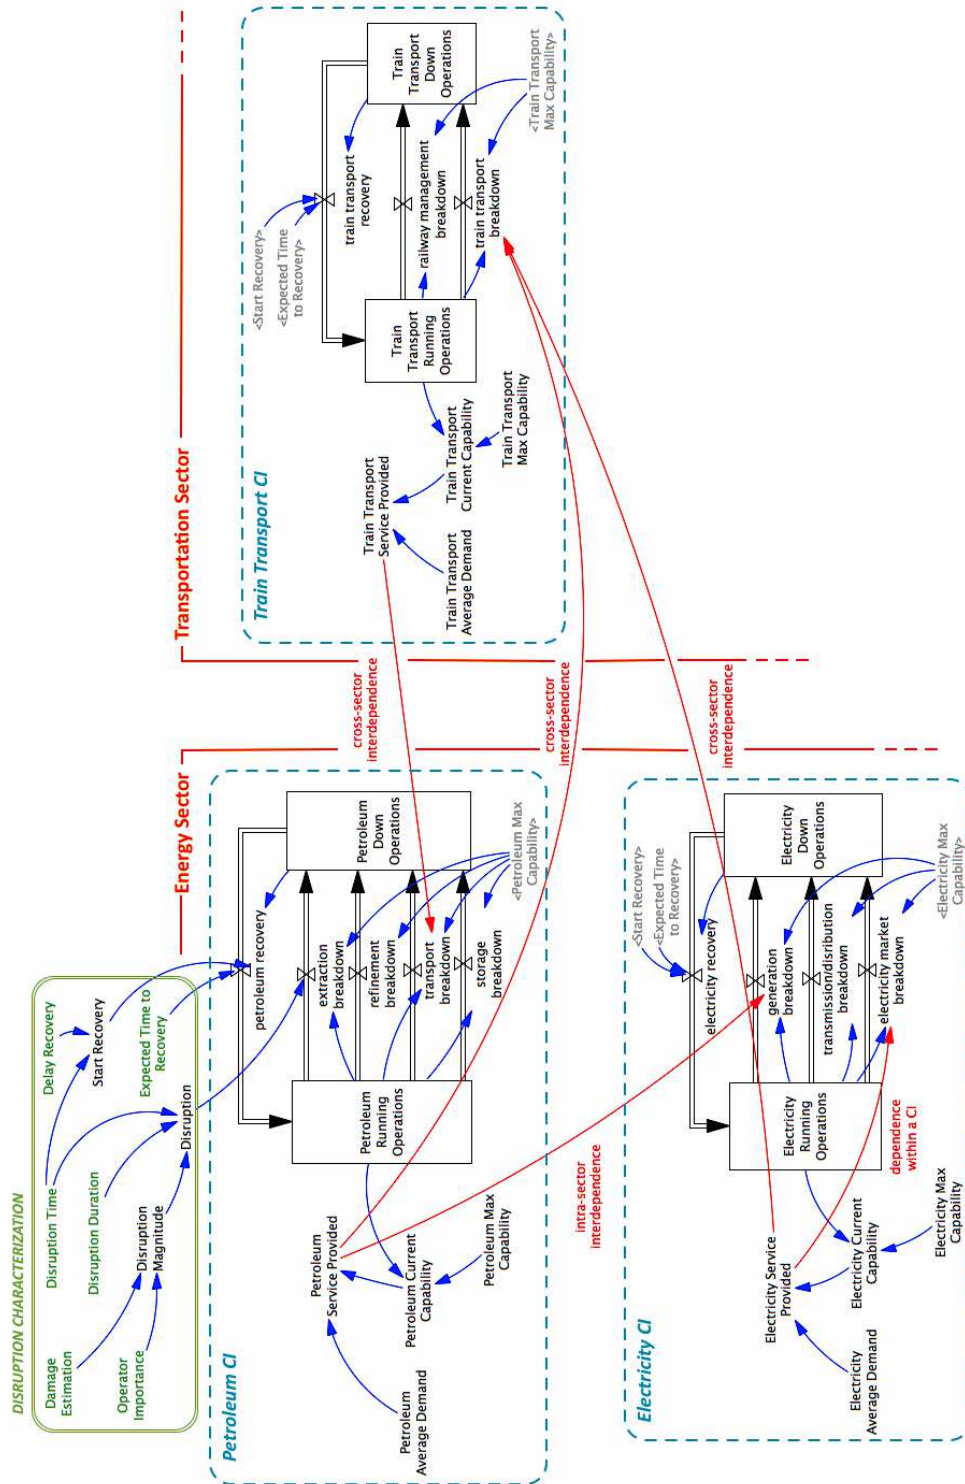 DISRUPTION CHARACTERIZATION
Damage
Estimation
Operator
Importance
Disruption Time
Disruption Duration
Disruption
Magnitude
Delay Recovery
Start Recovery
Expected Time to
Recovery
Disruption
Energy Sector
Transportation Sector
Petroleum CI
Petroleum
Average Demand
Petroleum
Service Provided
Petroleum Current
Capability
Petroleum Max
Capability
Petroleum
Running
Operations
petroleum recovery
extraction
breakdown
refinement
breakdown
transport
breakdown
storage
breakdown
Petroleum
Down
Operations
<Petroleum Max
Capability>
cross-sector
interdependence
cross-sector
interdependence
cross-sector
interdependence
intra-sector
interdependence
Train Transport CI
Train Transport
Average Demand
Train Transport
Service Provided
Train Transport
Current Capability
Train Transport
Max Capability
Train
Transport
Running
Operations
<Start Recovery>
<Expected Time
to Recovery>
train transport
recovery
railway management
breakdown
train transport
breakdown
Train
Transport
Down
Operations
<Train Transport
Max Capability>
Electricity CI
Electricity
Average Demand
Electricity Service
Provided
Electricity Current
Capability
Electricity Max
Capability
dependence
within a CI
Electricity
Running
Operations
<Start Recovery>
<Expected Time
to Recovery>
electricity recovery
generation
breakdown
transmission/disribution
breakdown
electricity market
breakdown
Electricity
Down
Operations
<Electricity Max
Capability>